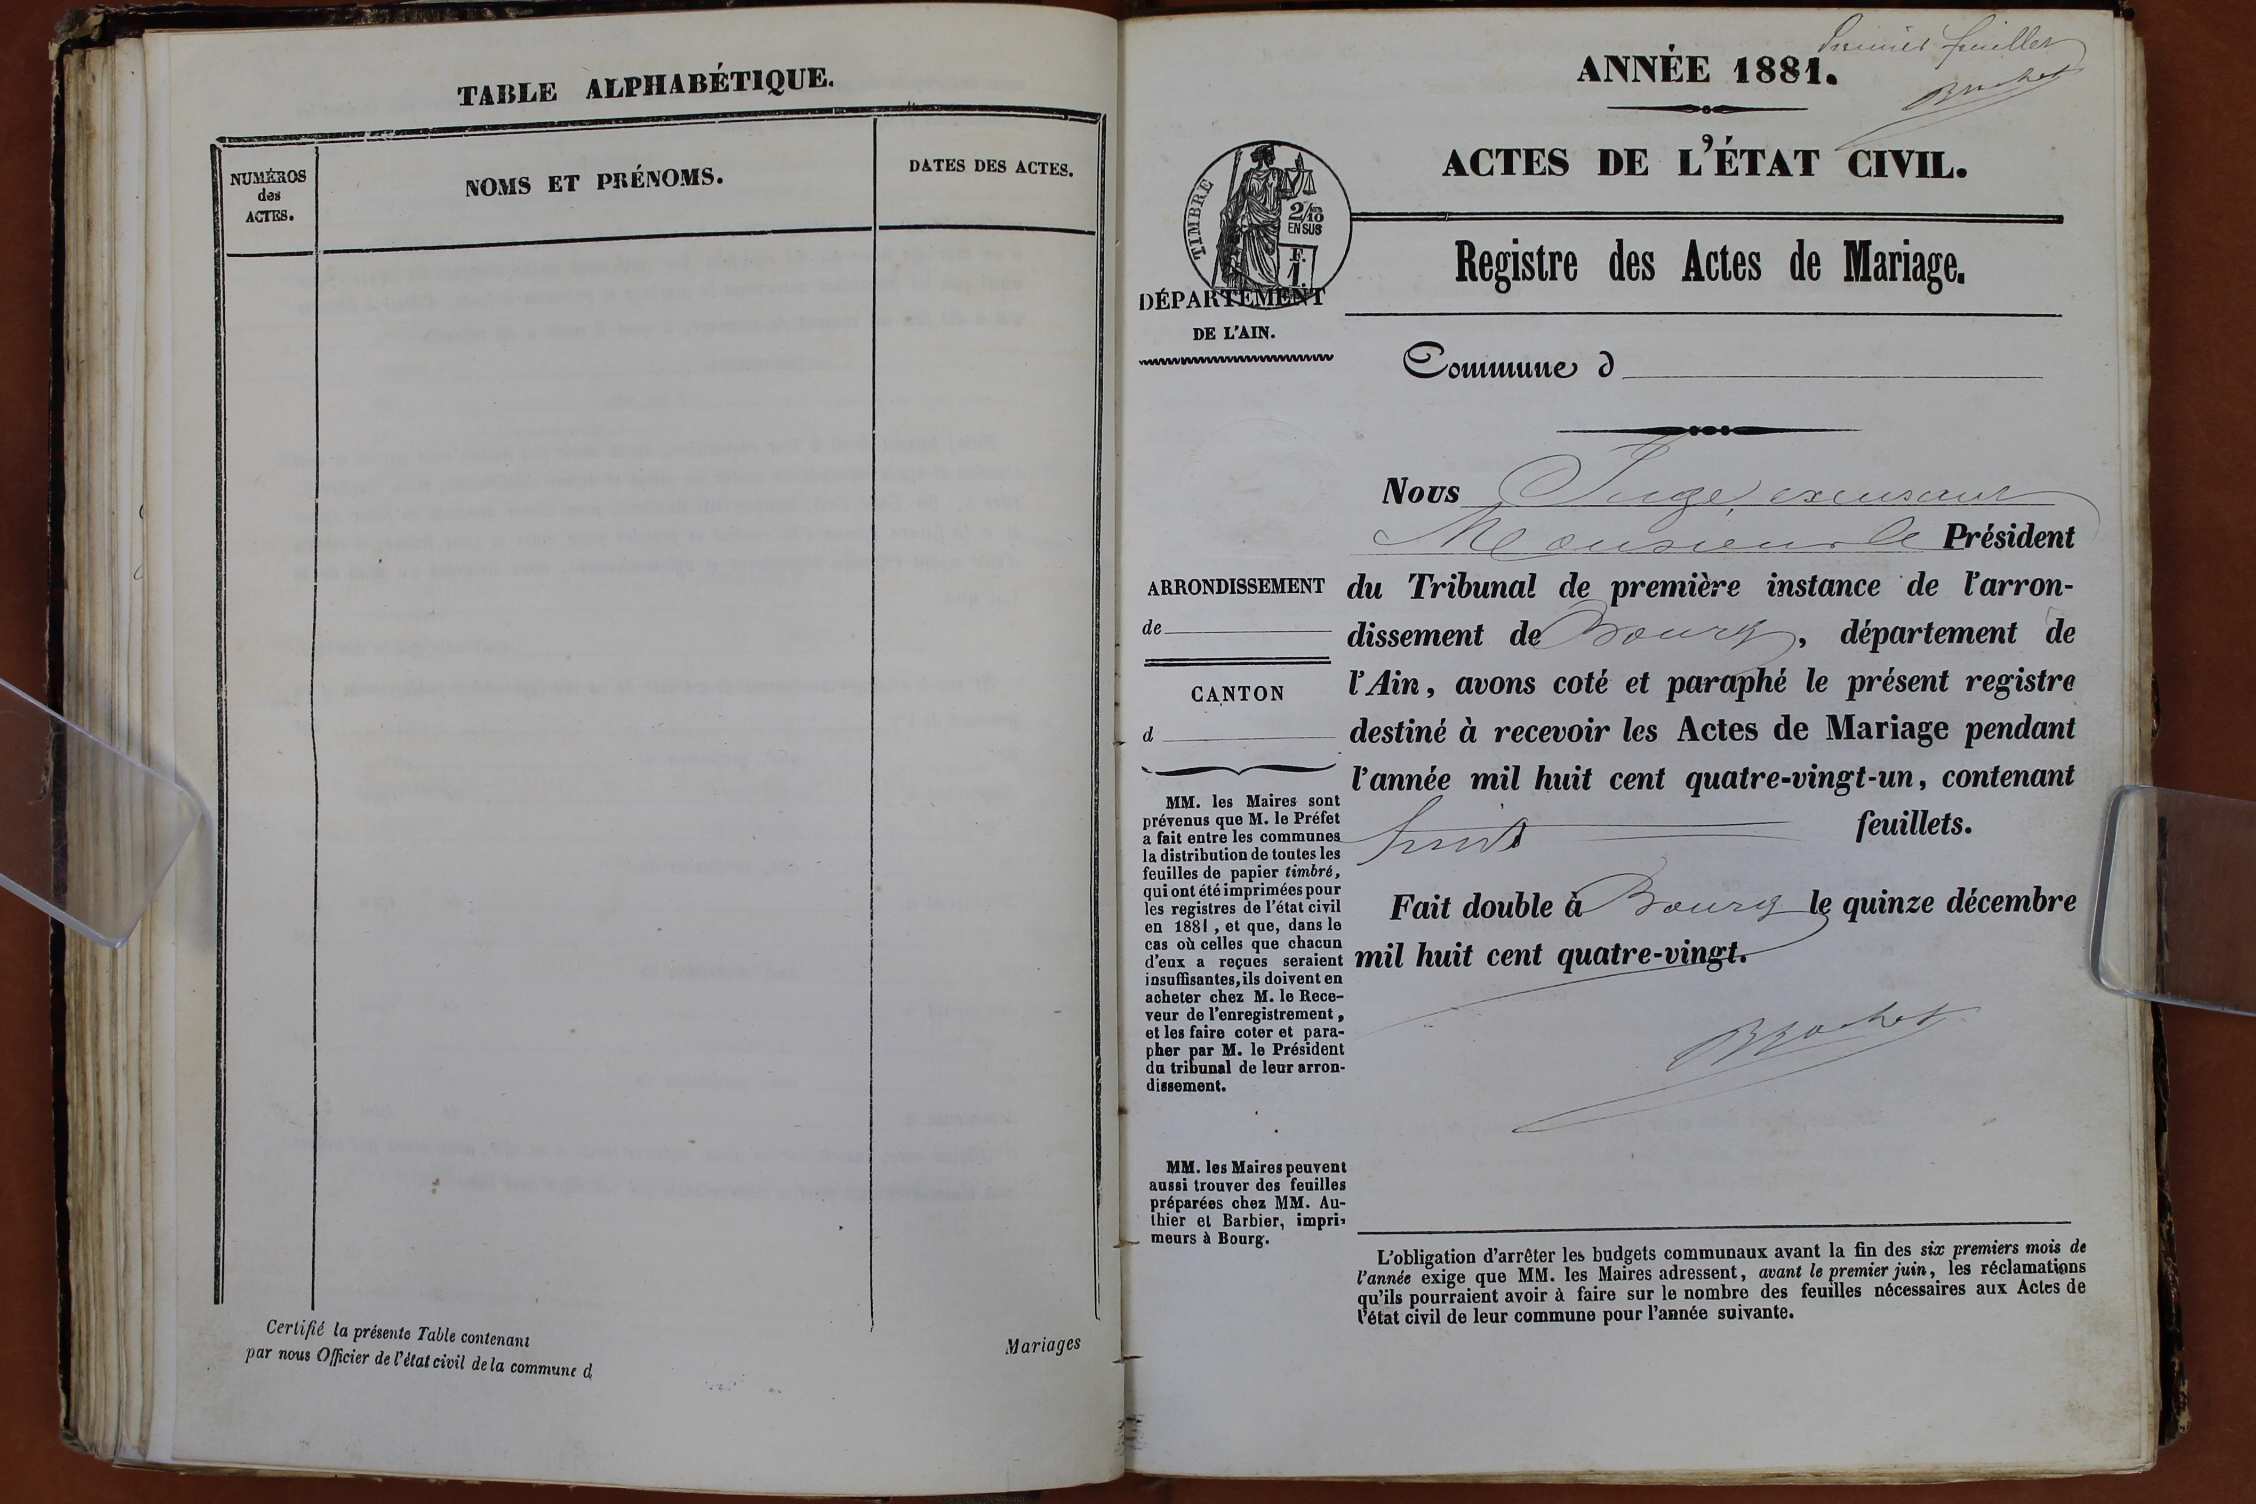 TABLE ALPHABÉTIQUE.
NUMÉROS
des
ACTES.
NOMS ET PRÉNOMS.
DATES DES ACTES.
Certifié la présente Table contenant
par nous Officier de l'état civil de la commune d
Mariages
Premier feuillet
Brochet
ANNÉE 1881.
ACTES DE L'ÉTAT CIVIL.
TIMBRE
2/10
EN SUS
F.
1.
DÉPARTEMENT
DE L'AIN.
Registre des Actes de Mariage.
Commune d
ARRONDISSEMENT
de
CANTON
d
MM. les Maires sont
prévenus que M. le Préfet
a fait entre les communes
la distribution de toutes les
feuilles de papier timbré,
qui ont été imprimées pour
les registres de l'état civil
en 1881, et que, dans le
cas où celles que chacun
d'eux a reçues seraient
insuffisantes, ils doivent en
acheter chez M. le Rece-
veur de l'enregistrement,
et les faire coter et para-
pher par M. le Président
du tribunal de leur arron-
dissement.
MM. les Maires peuvent
aussi trouver des feuilles
préparées chez MM. Au-
thier et Barbier, impri-
meurs à Bourg.
Nous Juge, excusant
Monsieur le Président
du Tribunal de première instance de l'arron-
dissement de Bourg, département de
l'Ain, avons coté et paraphé le présent registre
destiné à recevoir les Actes de Mariage pendant
l'année mil huit cent quatre-vingt-un, contenant
huit feuillets.
Fait double à Bourg le quinze décembre
mil huit cent quatre-vingt.
Brochet
L'obligation d'arrêter les budgets communaux avant la fin des six premiers mois de
l'année exige que MM. les Maires adressent, avant le premier juin, les réclamations
qu'ils pourraient avoir à faire sur le nombre des feuilles nécessaires aux Actes de
l'état civil de leur commune pour l'année suivante.